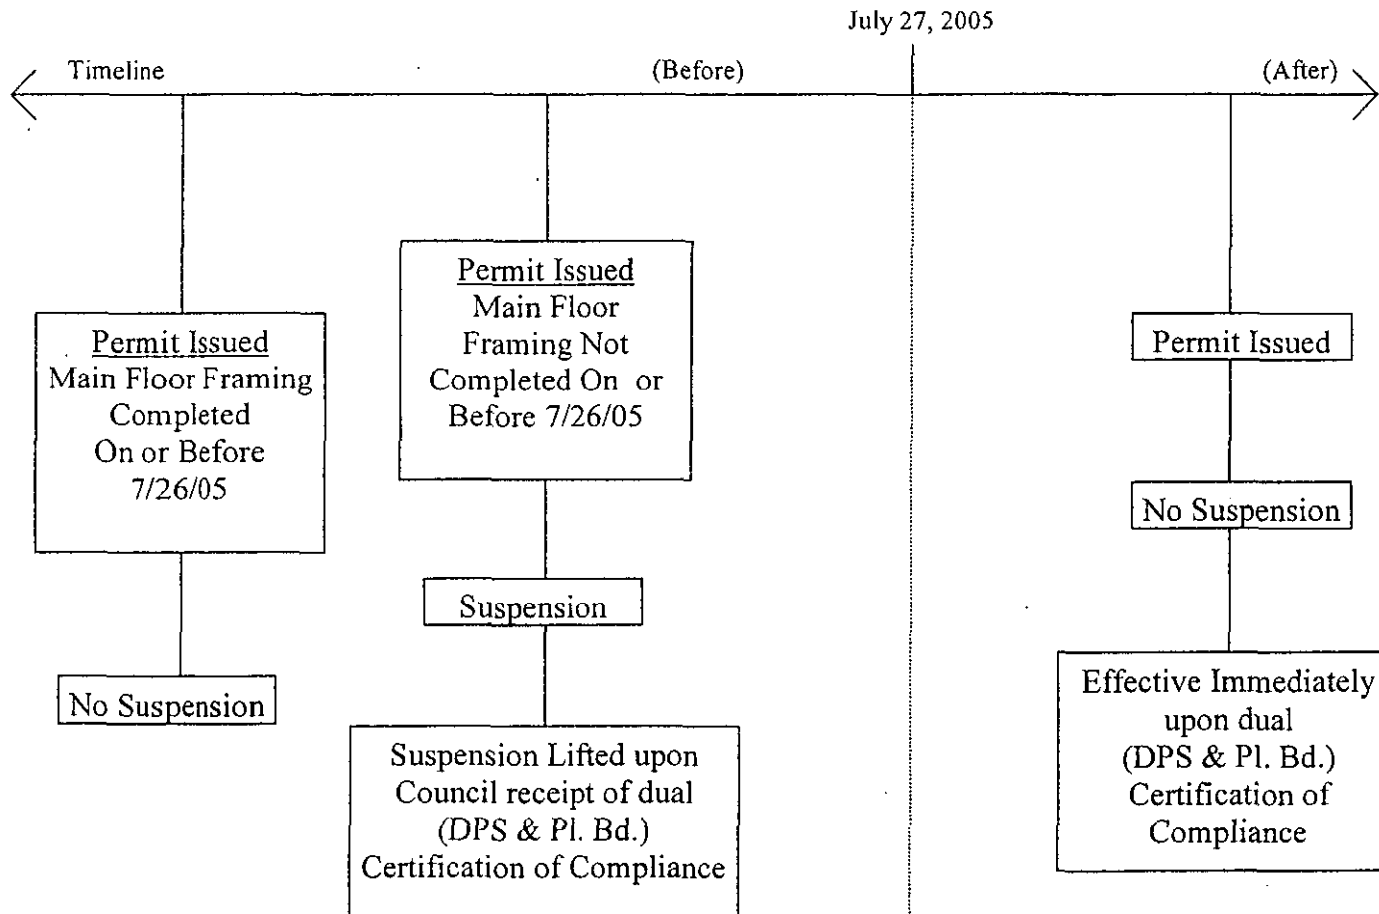 July 27, 2005
Timeline
(Before)
(After)
Permit Issued
Main Floor Framing
Completed
On or Before
7/26/05
No Suspension
Permit Issued
Main Floor
Framing Not
Completed On or
Before 7/26/05
Suspension
Suspension Lifted upon
Council receipt of dual
(DPS & Pl. Bd.)
Certification of Compliance
Permit Issued
No Suspension
Effective Immediately
upon dual
(DPS & Pl. Bd.)
Certification of
Compliance